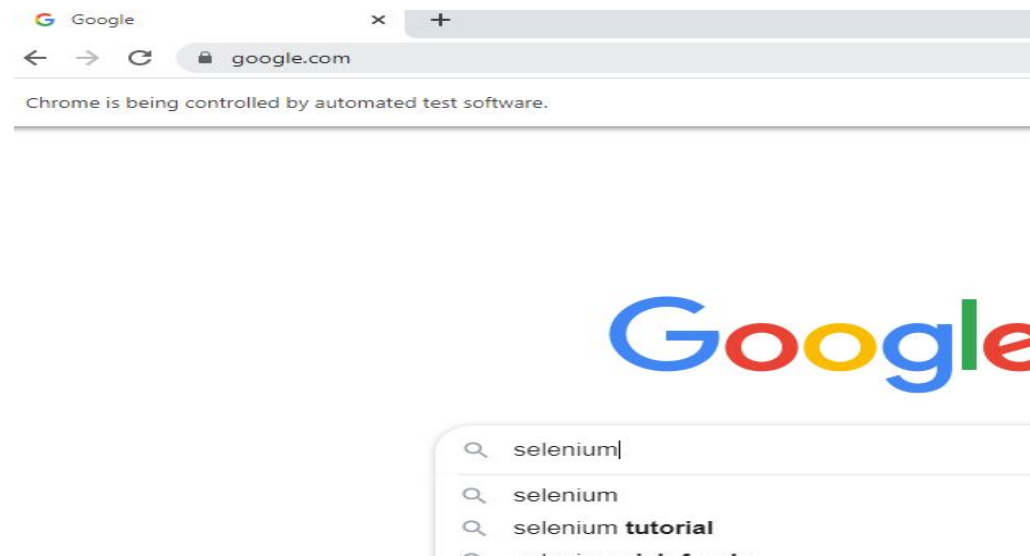 Google
google.com
Chrome is being controlled by automated test software.
Google
selenium
selenium
selenium tutorial